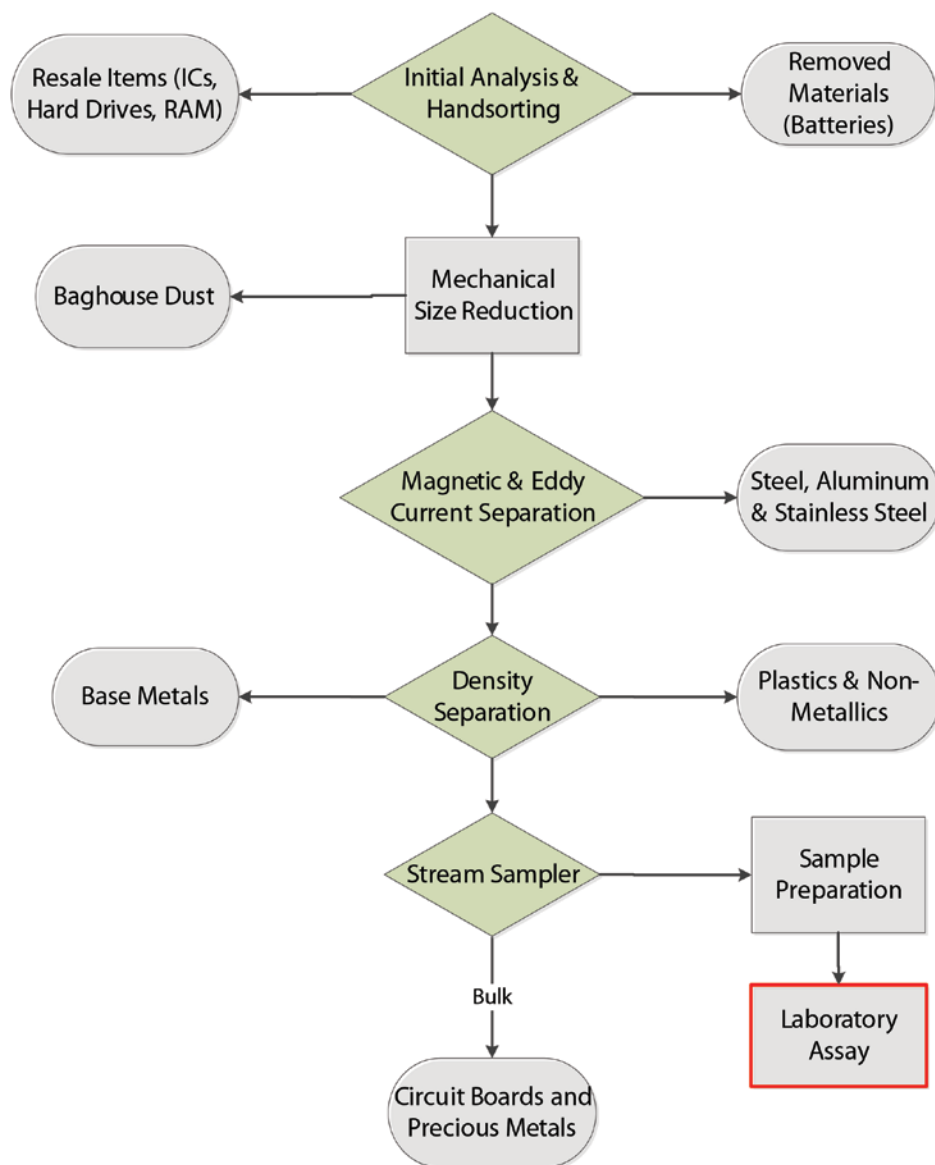 Resale Items (ICs,
Hard Drives, RAM)
Initial Analysis &
Handsorting
Removed
Materials
(Batteries)
Baghouse Dust
Mechanical
Size Reduction
Magnetic & Eddy
Current Separation
Steel, Aluminum
& Stainless Steel
Base Metals
Density
Separation
Plastics & Non-
Metallics
Stream Sampler
Sample
Preparation
Bulk
Laboratory
Assay
Circuit Boards and
Precious Metals